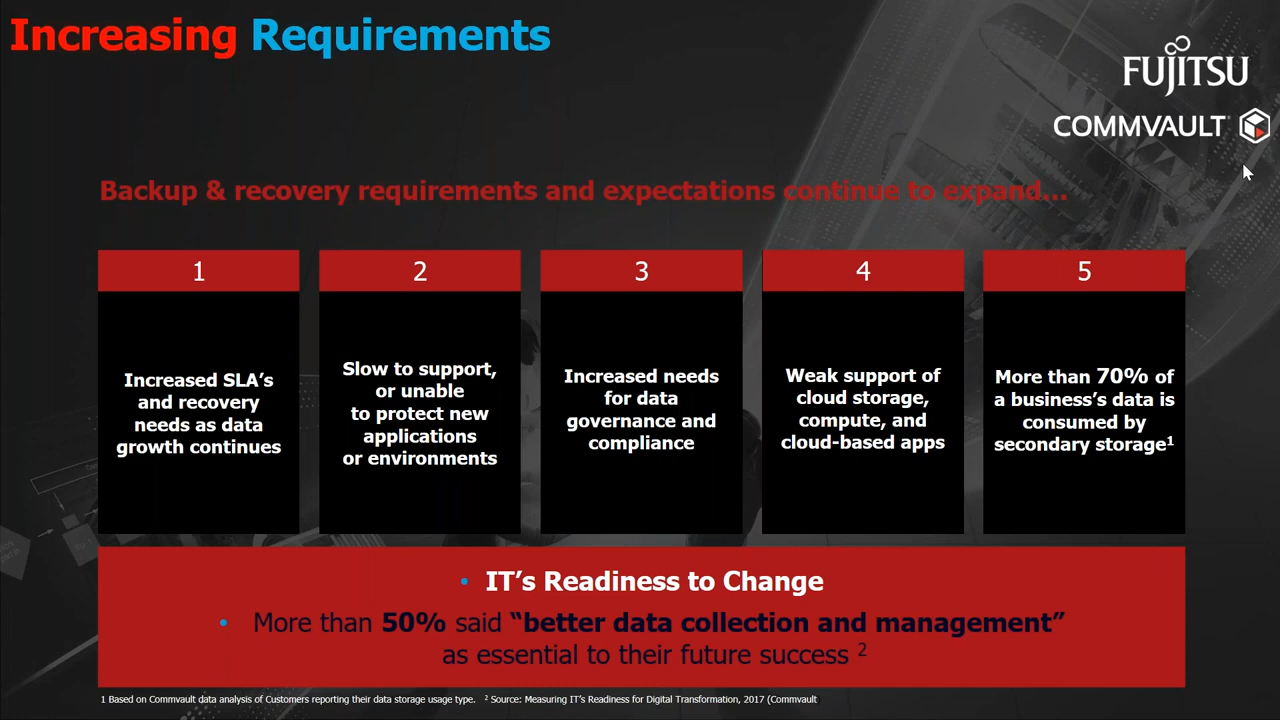 Increasing Requirements
FUJITSU
COMMVAULT
Backup & recovery requirements and expectations continue to expand...
1
Increased SLA's
and recovery
needs as data
growth continues
2
Slow to support,
or unable
to protect new
applications
or environments
3
Increased needs
for data
governance and
compliance
4
Weak support of
cloud storage,
compute, and
cloud-based apps
5
More than 70% of
a business's data is
consumed by
secondary storage¹
• IT's Readiness to Change
• More than 50% said “better data collection and management”
as essential to their future success ²
1 Based on Commvault data analysis of Customers reporting their data storage usage type. ² Source: Measuring IT's Readiness for Digital Transformation, 2017 (Commvault